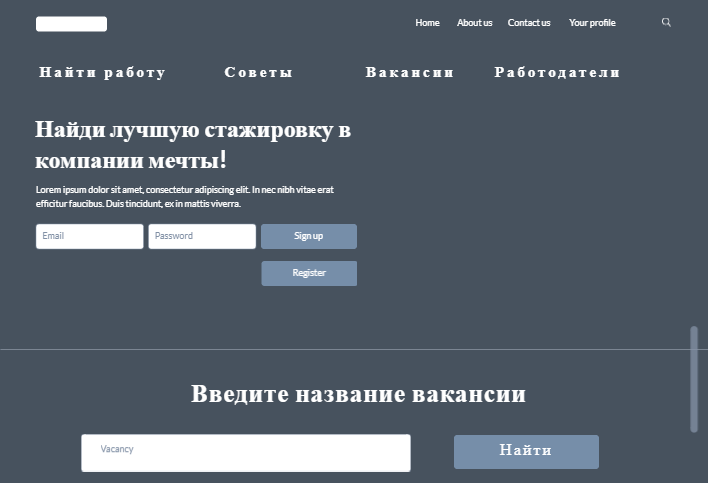 Home About us Contact us Your profile
Найти работу Советы Вакансии Работодатели
Найди лучшую стажировку в
компании мечты!
Lorem ipsum dolor sit amet, consectetur adipiscing elit. In nec nibh vitae erat
efficitur faucibus. Duis tincidunt, ex in mattis viverra.
Email Password Sign up
Register
Введите название вакансии
Vacancy Найти